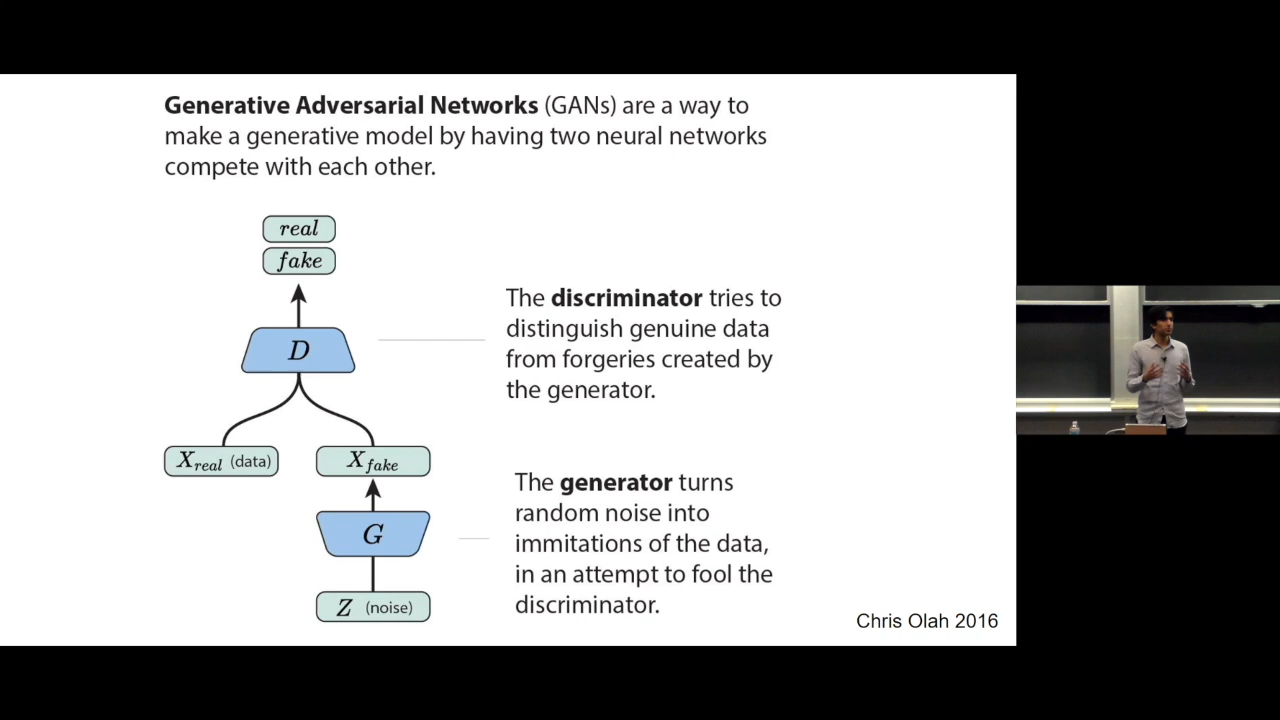 Generative Adversarial Networks (GANs) are a way to
make a generative model by having two neural networks
compete with each other.
real
fake
D
The discriminator tries to
distinguish genuine data
from forgeries created by
the generator.
X_real (data)
X_fake
G
Z (noise)
The generator turns
random noise into
immitations of the data,
in an attempt to fool the
discriminator.
Chris Olah 2016